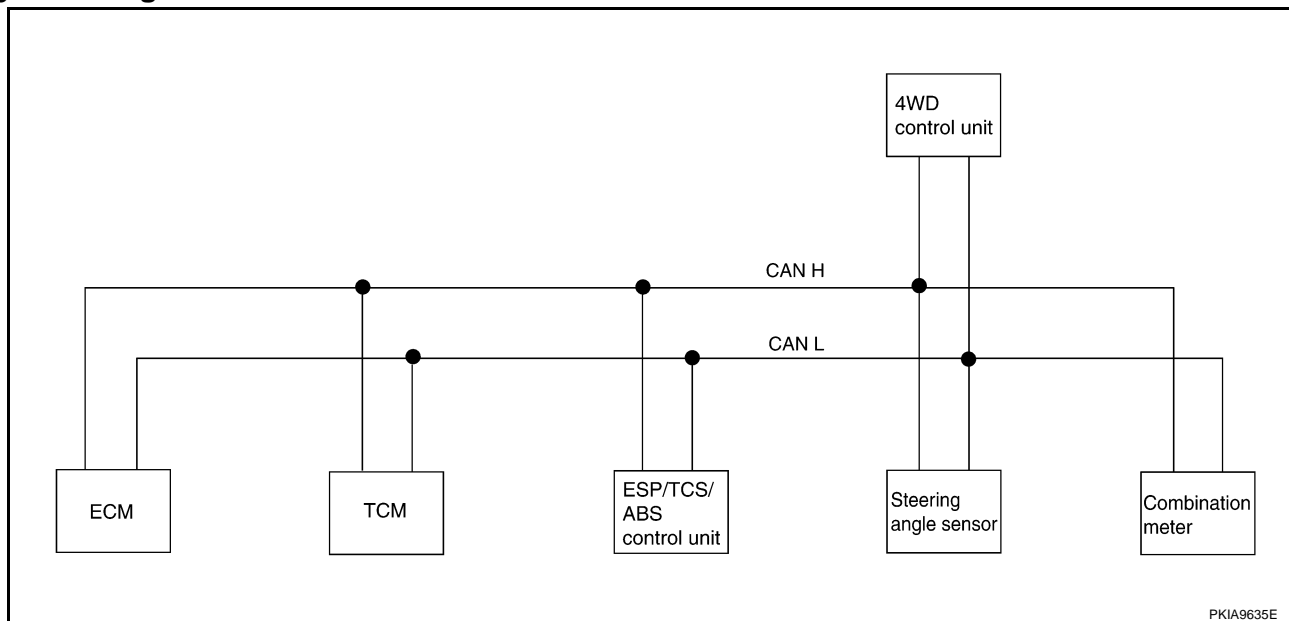 4WD
control unit
CAN H
CAN L
ECM
TCM
ESP/TCS/
ABS
control unit
Steering
angle sensor
Combination
meter
PKIA9635E